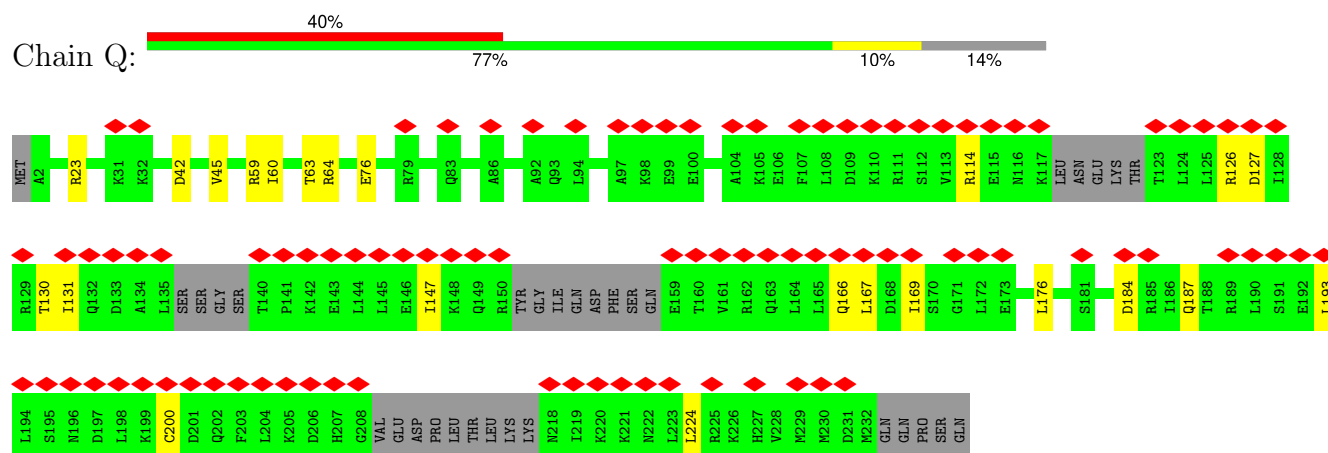 40%
Chain Q:
77% 10% 14%
MET A2 R23 K31 K32 D42 V45 R59 I60 T63 R64 E76 R79 Q83 A86 A92 Q93 L94 A97 K98 E99 E100 A104 K105 E106 F107 L108 D109 K110 R111 S112 V113 R114 E115 N116 K117 LEU ASN GLU LYS THR T123 L124 L125 R126 D127 I128
R129 T130 I131 Q132 D133 A134 L135 SER SER GLY SER T140 P141 K142 E143 L144 L145 E146 I147 K148 Q149 R150 TYR GLY ILE GLN ASP PHE SER GLN E159 T160 V161 R162 Q163 L164 L165 Q166 L167 D168 I169 S170 G171 L172 E173 L176 S181 D184 R185 I186 Q187 T188 R189 L190 S191 E192 L193
L194 S195 N196 D197 L198 K199 C200 D201 Q202 F203 L204 K205 D206 H207 G208 VAL GLU ASP PRO LEU THR LEU LYS LYS N218 I219 K220 K221 N222 L223 L224 R225 K226 H227 V228 M229 M230 D231 M232 GLN GLN PRO SER GLN